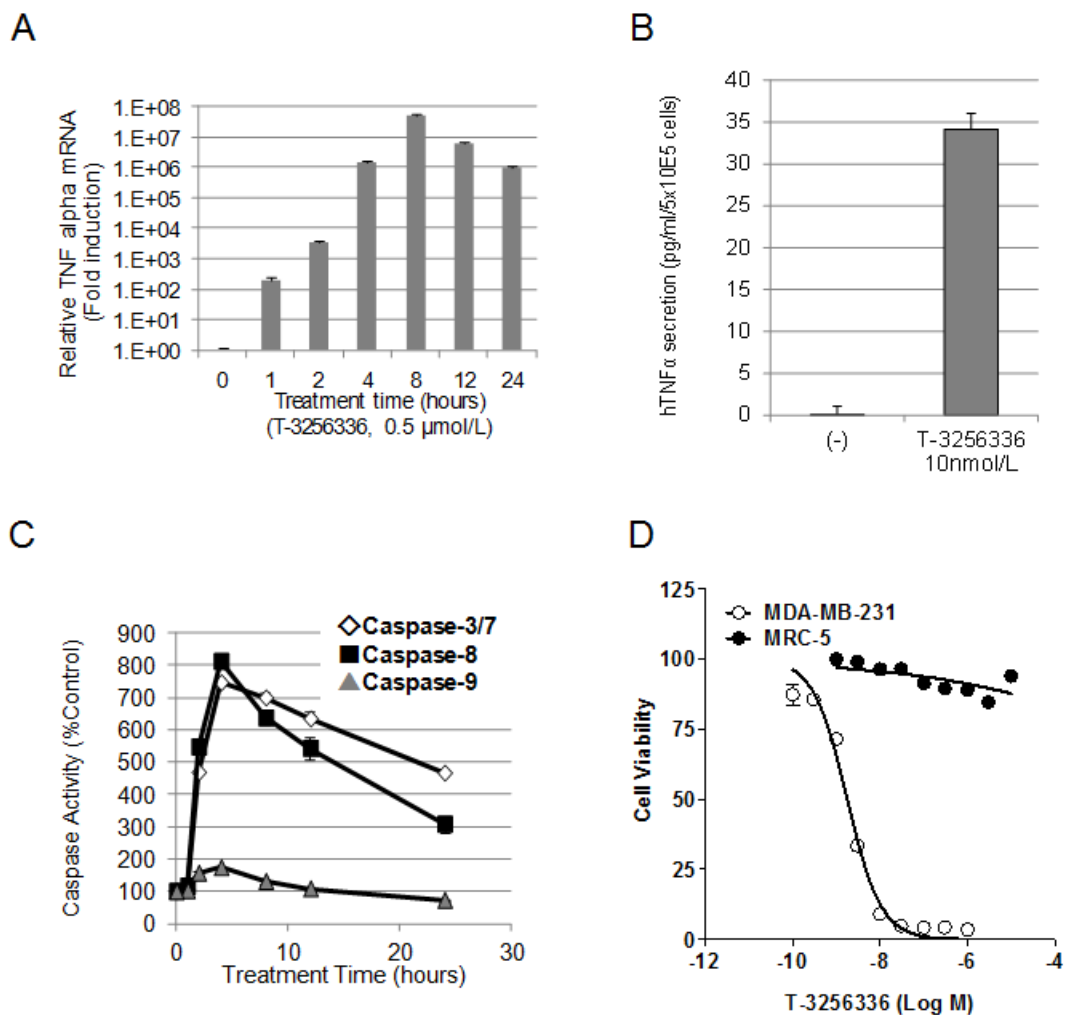 A
Relative TNF alpha mRNA
(Fold induction)
1.E+08
1.E+07
1.E+06
1.E+05
1.E+04
1.E+03
1.E+02
1.E+01
1.E+00
0 1 2 4 8 12 24
Treatment time (hours)
(T-3256336, 0.5 µmol/L)
B
hTNFα secretion (pg/ml/5x10E5 cells)
40
35
30
25
20
15
10
5
0
(-) T-3256336
10nmol/L
C
Caspase Activity (%Control)
900
800
700
600
500
400
300
200
100
0
Caspase-3/7
Caspase-8
Caspase-9
0 10 20 30
Treatment Time (hours)
D
Cell Viability
125
100
75
50
25
0
MDA-MB-231
MRC-5
-12 -10 -8 -6 -4
T-3256336 (Log M)